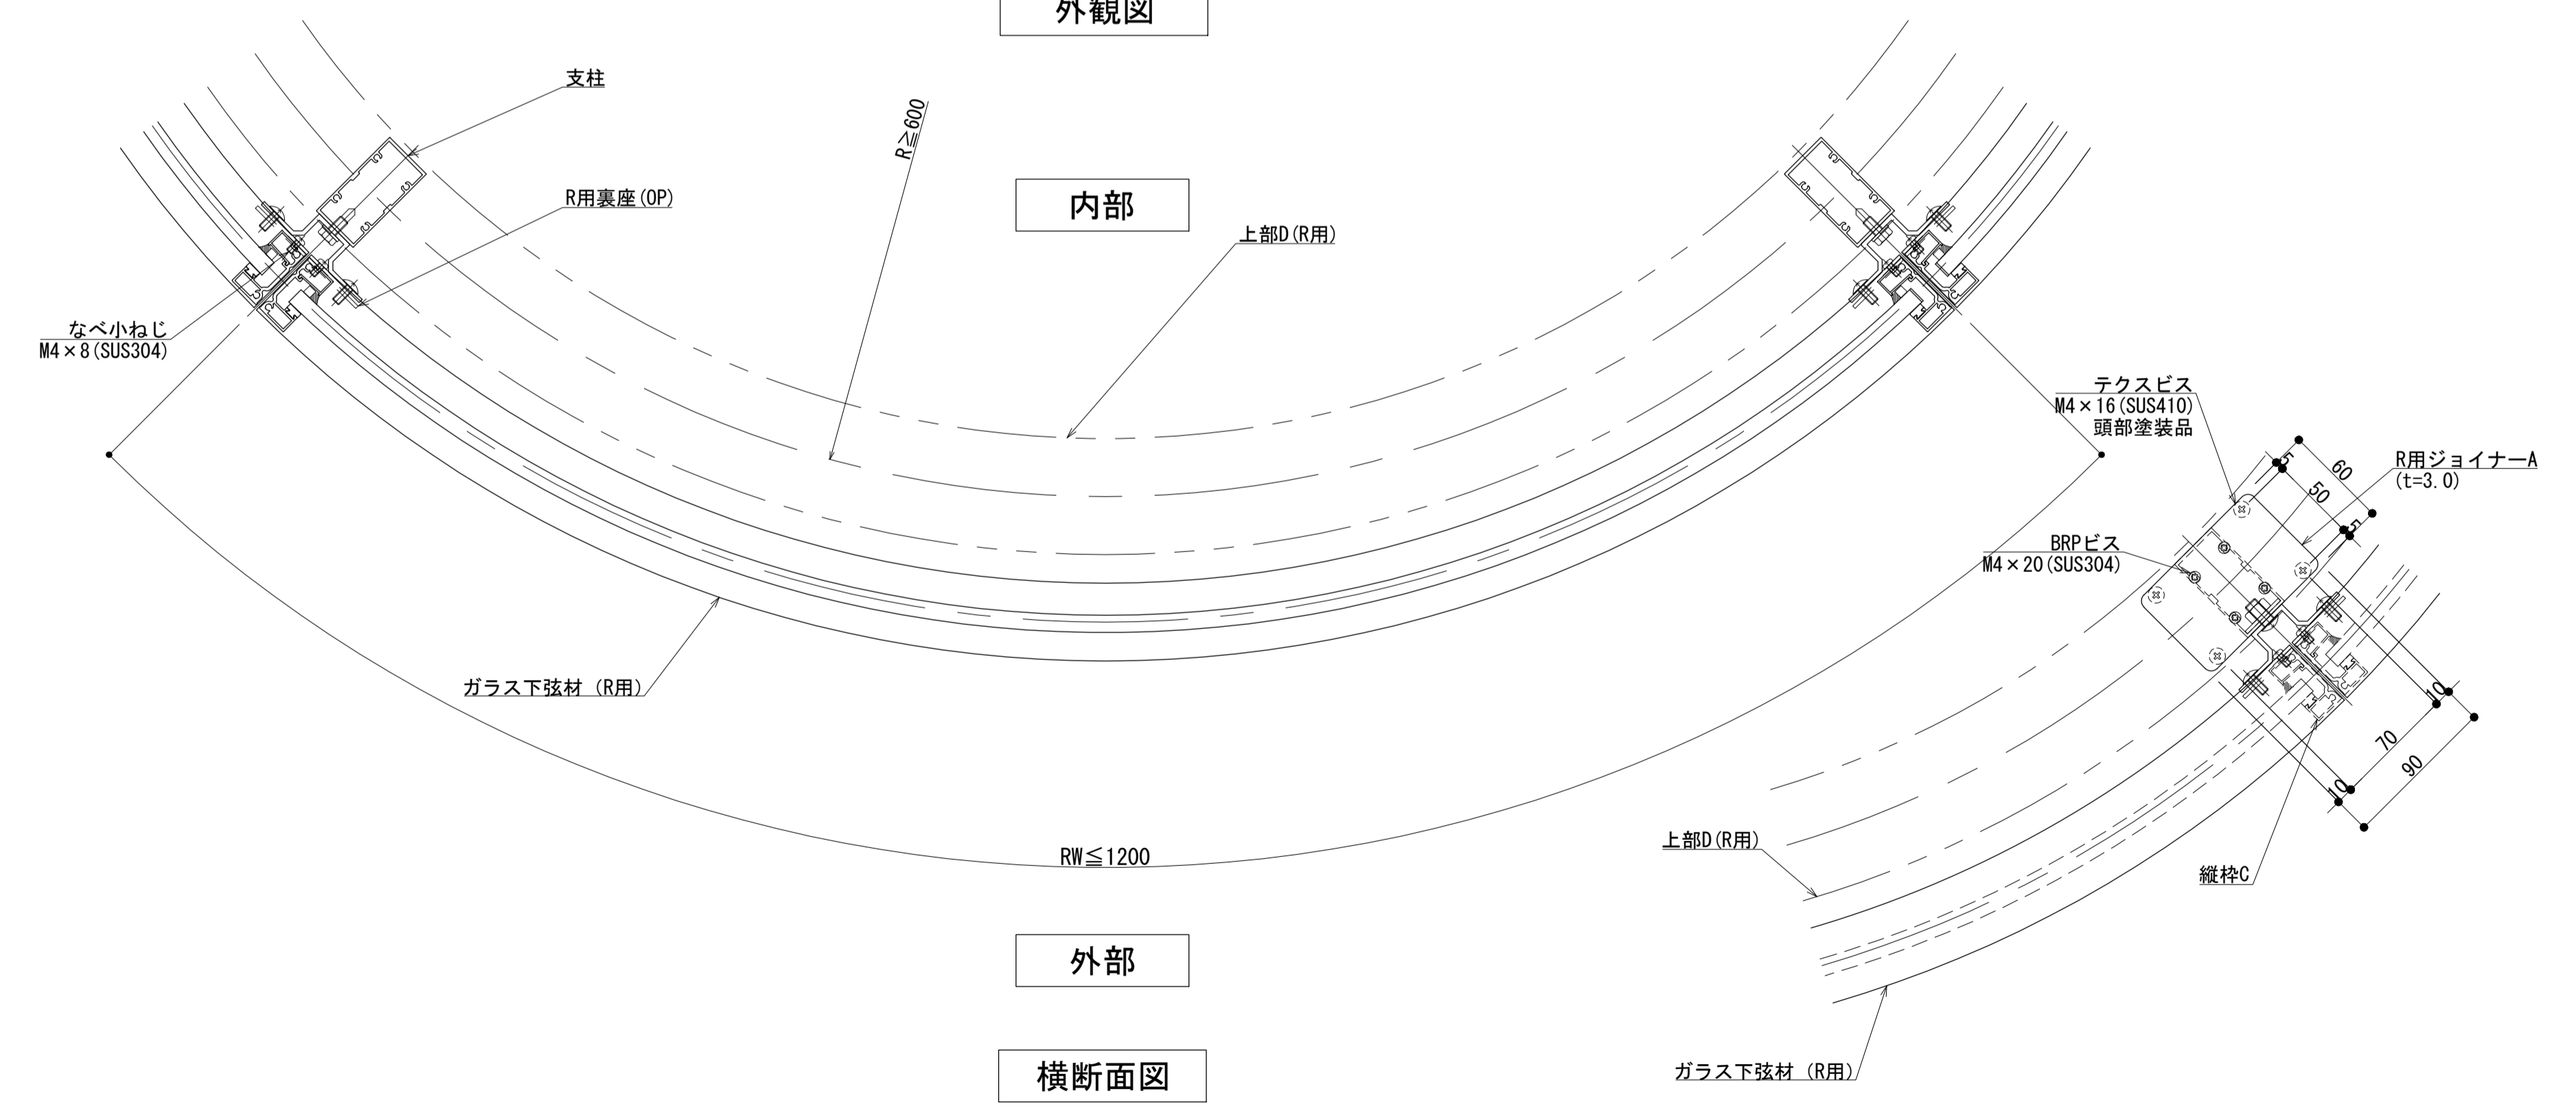 外観図
支柱
R≧600
R用裏座(OP)
内部
上部D(R用)
なべ小ねじ
M4×8(SUS304)
テクスビス
M4×16(SUS410)
頭部塗装品
R用ジョイナーA
(t=3.0)
5
60
50
5
BRPビス
M4×20(SUS304)
ガラス下弦材 (R用)
10
70
90
10
上部D(R用)
RW≦1200
縦枠C
外部
ガラス下弦材 (R用)
横断面図